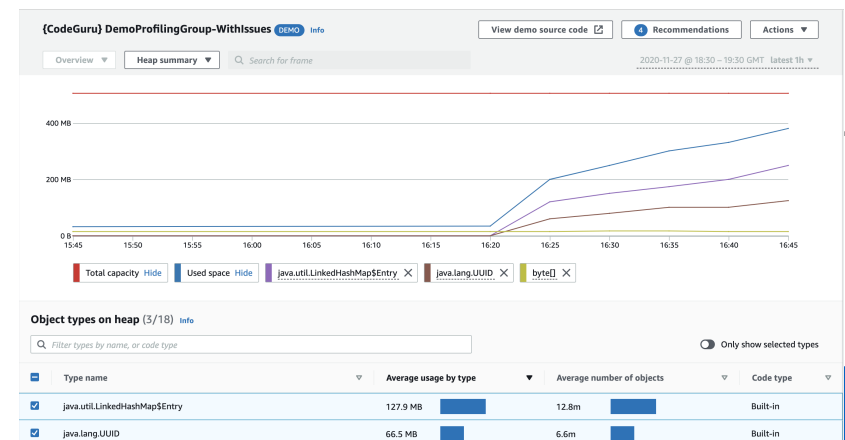 {CodeGuru} DemoProfilingGroup-WithIssues DEMO Info View demo source code 4 Recommendations Actions ▼
Overview ▼ Heap summary ▼ Search for frame 2020-11-27 @ 18:30 – 19:30 GMT latest 1h ▼
400 MB
200 MB
0 B
15:45 15:50 15:55 16:00 16:05 16:10 16:15 16:20 16:25 16:30 16:35 16:40 16:45
Total capacity Hide Used space Hide java.util.LinkedHashMap$Entry X java.lang.UUID X byte[] X
Object types on heap (3/18) Info
Filter types by name, or code type Only show selected types
Type name Average usage by type Average number of objects Code type
java.util.LinkedHashMap$Entry 127.9 MB 12.8m Built-in
java.lang.UUID 66.5 MB 6.6m Built-in